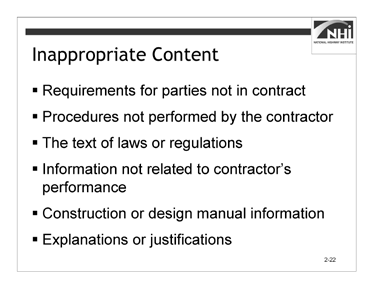 NHI
NATIONAL HIGHWAY INSTITUTE
Inappropriate Content
▪ Requirements for parties not in contract
▪ Procedures not performed by the contractor
▪ The text of laws or regulations
▪ Information not related to contractor's
performance
▪ Construction or design manual information
▪ Explanations or justifications
2-22